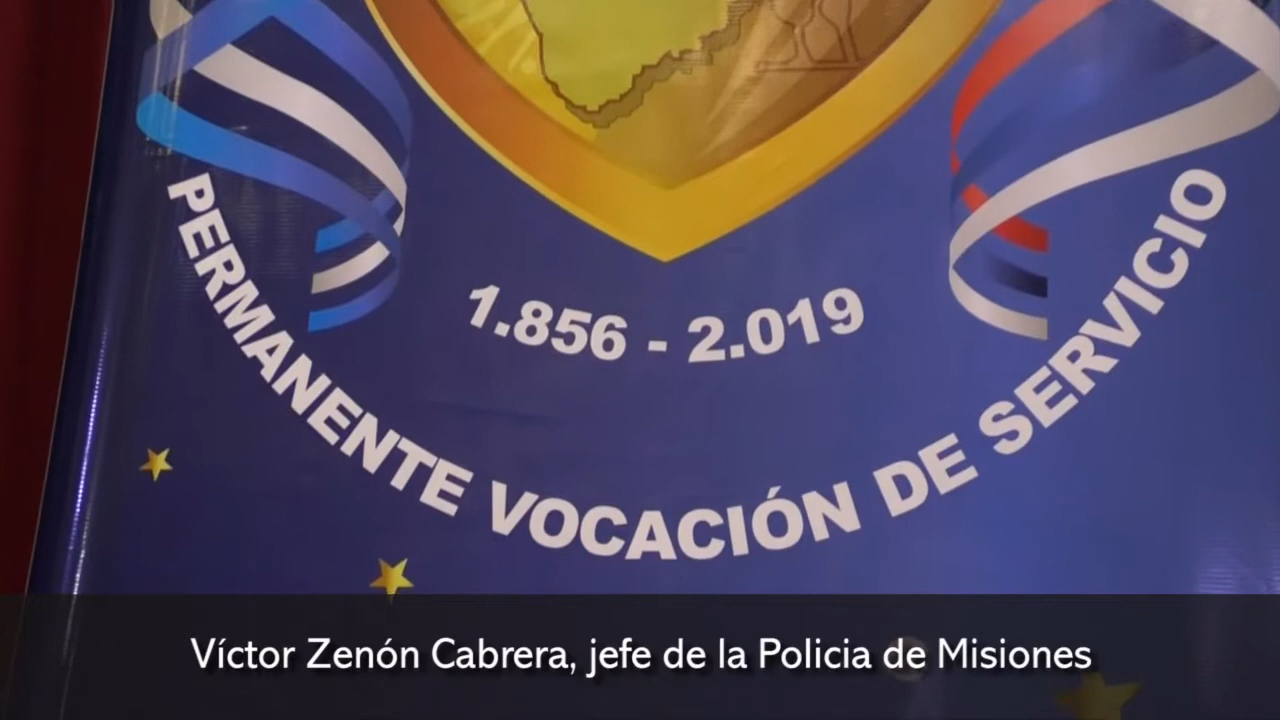 1.856 - 2.019
PERMANENTE VOCACIÓN DE SERVICIO
Víctor Zenón Cabrera, jefe de la Policia de Misiones